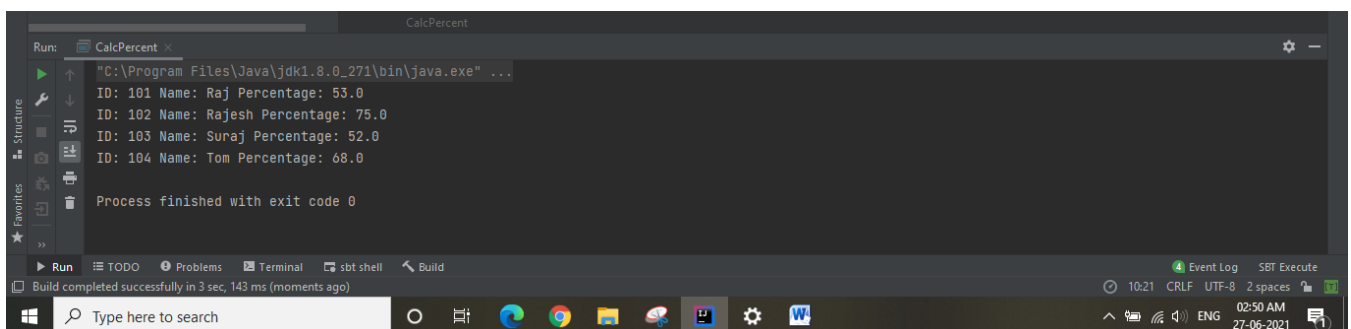 CalcPercent
Run: CalcPercent
"C:\Program Files\Java\jdk1.8.0_271\bin\java.exe" ...
ID: 101 Name: Raj Percentage: 53.0
ID: 102 Name: Rajesh Percentage: 75.0
ID: 103 Name: Suraj Percentage: 52.0
ID: 104 Name: Tom Percentage: 68.0
Process finished with exit code 0
Structure
Favorites
Run TODO Problems Terminal sbt shell Build 4 Event Log SBT Execute
Build completed successfully in 3 sec, 143 ms (moments ago) 10:21 CRLF UTF-8 2 spaces
Type here to search ENG 02:50 AM
27-06-2021 1